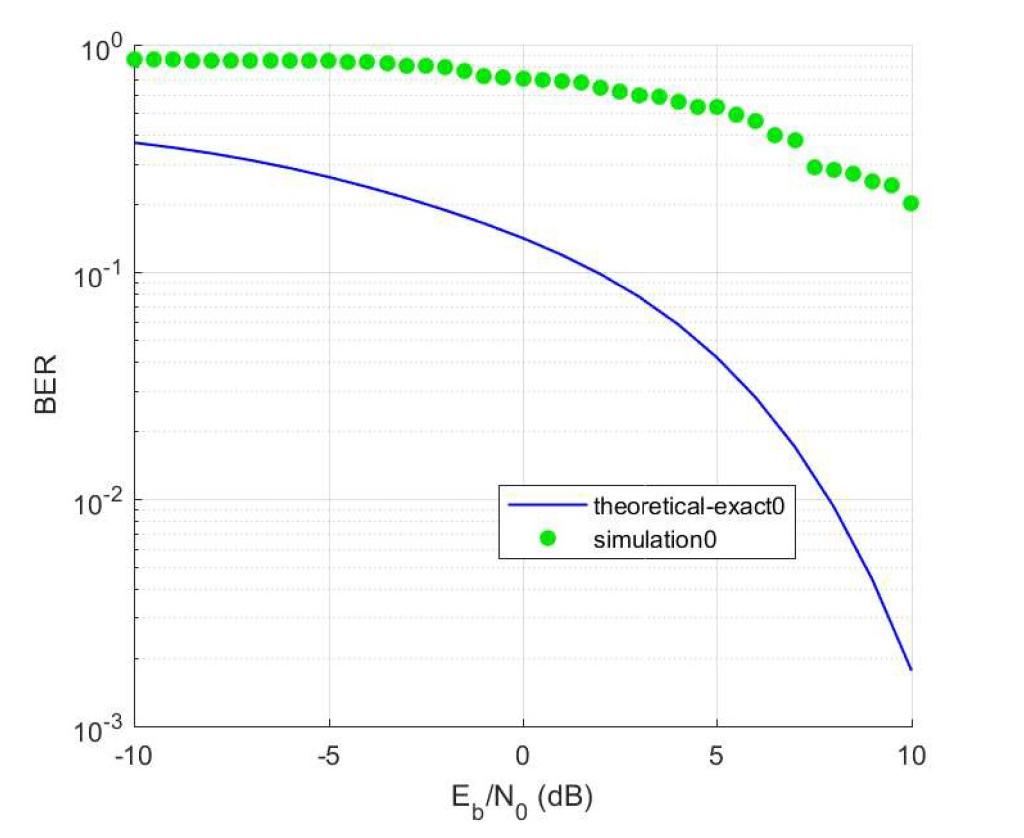 10^0
10^-1
10^-2
10^-3
BER
theoretical-exact0
simulation0
-10 -5 0 5 10
E_b/N_0 (dB)